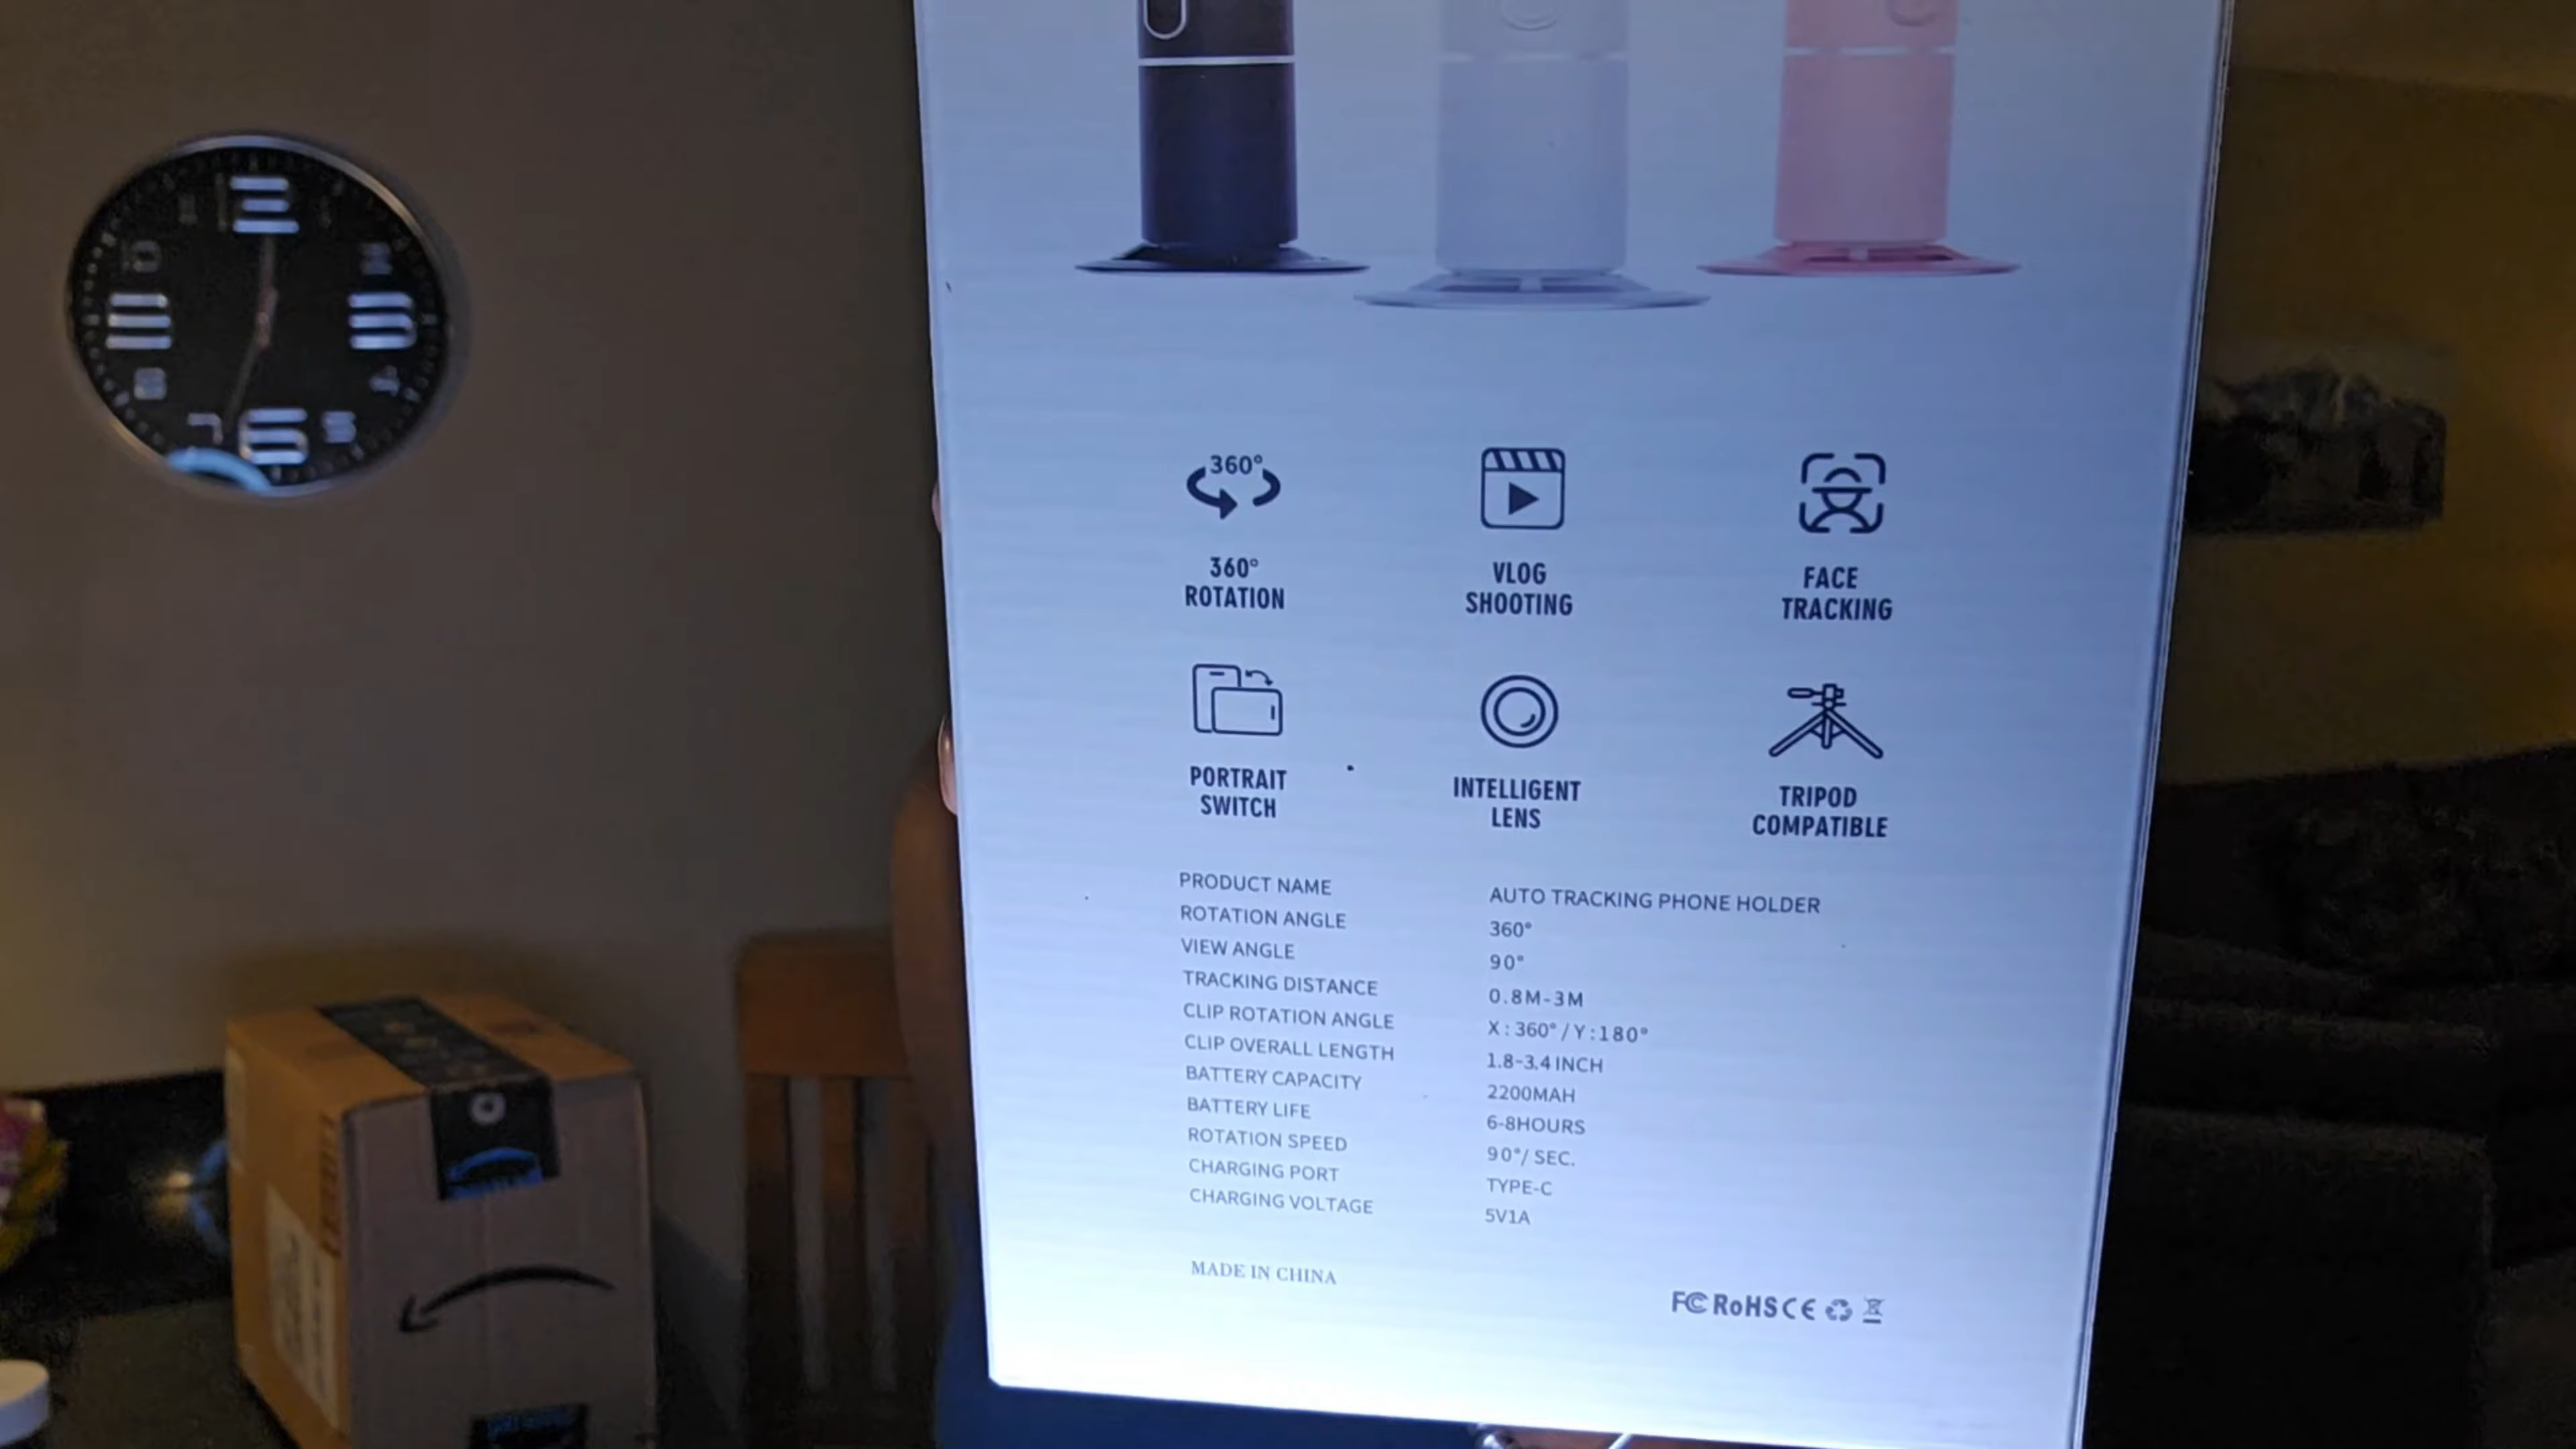 360°
360°
ROTATION
VLOG
SHOOTING
FACE
TRACKING
PORTRAIT
SWITCH
INTELLIGENT
LENS
TRIPOD
COMPATIBLE
PRODUCT NAME AUTO TRACKING PHONE HOLDER
ROTATION ANGLE 360°
VIEW ANGLE 90°
TRACKING DISTANCE 0.8M-3M
CLIP ROTATION ANGLE X : 360° / Y :180°
CLIP OVERALL LENGTH 1.8-3.4 INCH
BATTERY CAPACITY 2200MAH
BATTERY LIFE 6-8HOURS
ROTATION SPEED 90°/ SEC.
CHARGING PORT TYPE-C
CHARGING VOLTAGE 5V1A
MADE IN CHINA
FC RoHS CE